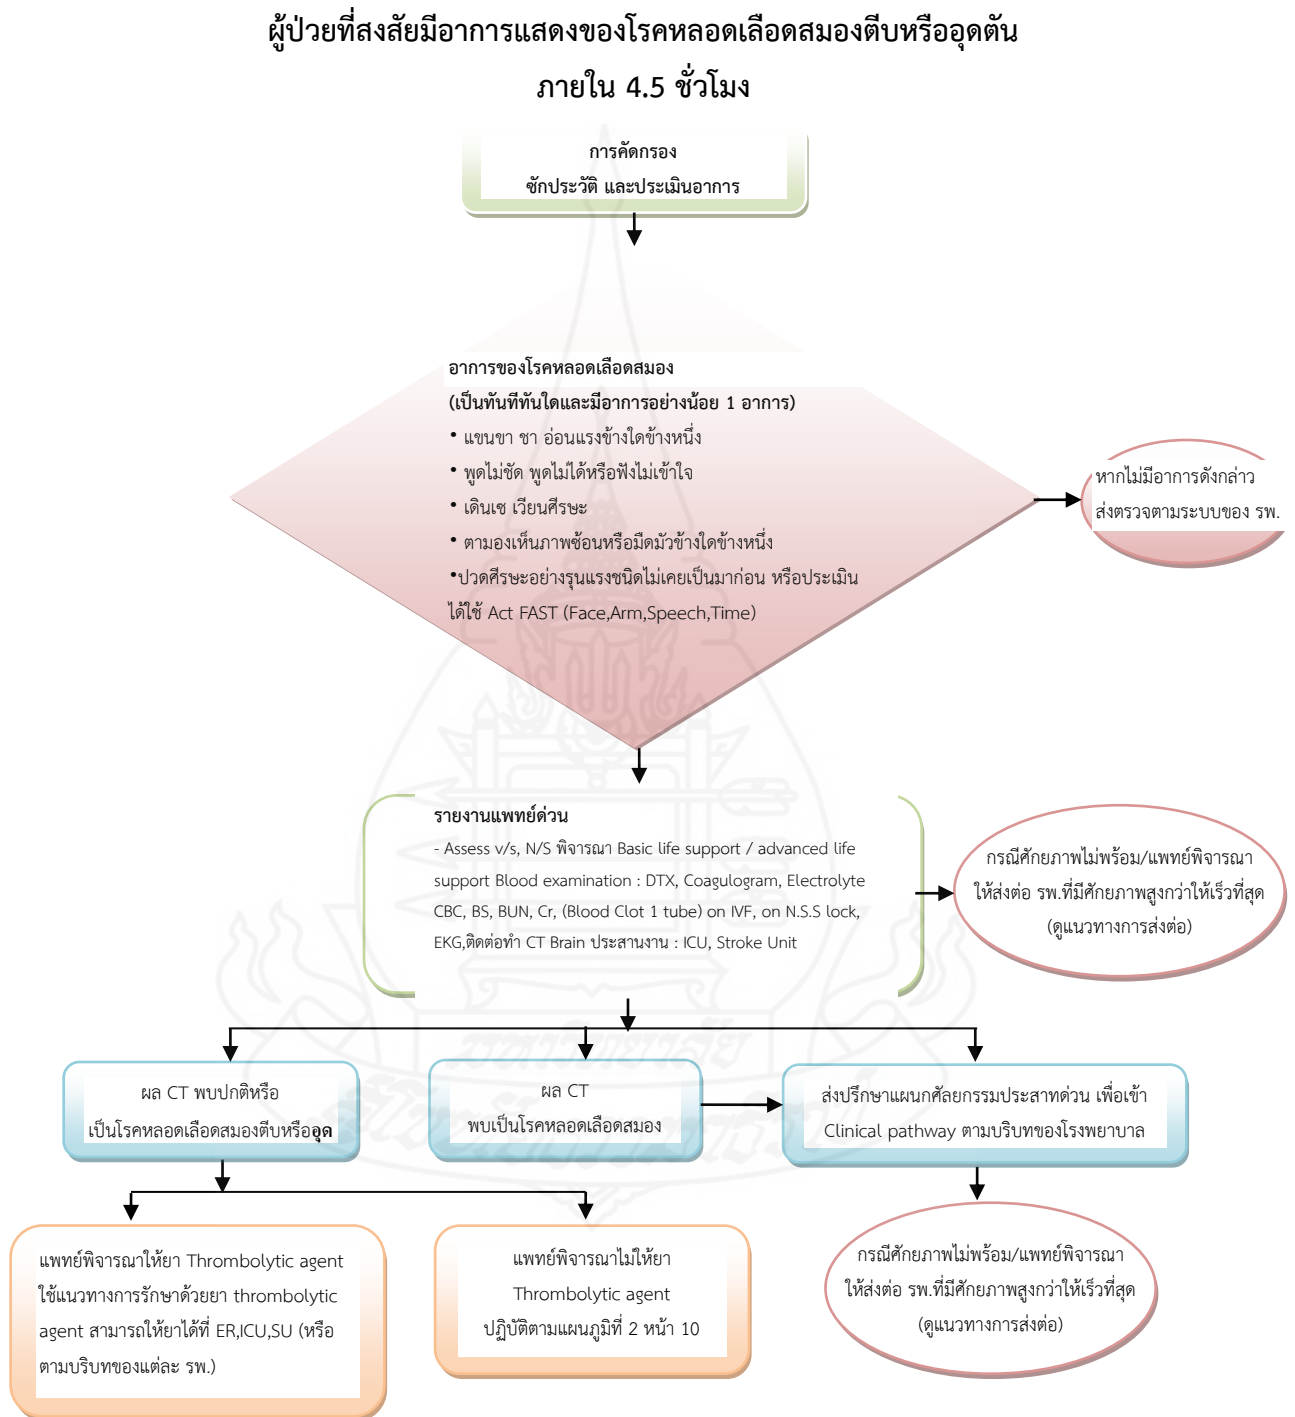 ผู้ป่วยที่สงสัยมีอาการแสดงของโรคหลอดเลือดสมองตีบหรืออุดตัน
ภายใน 4.5 ชั่วโมง
การคัดกรอง
ซักประวัติ และประเมินอาการ
อาการของโรคหลอดเลือดสมอง
(เป็นทันทีทันใดและมีอาการอย่างน้อย 1 อาการ)
• แขนขา ชา อ่อนแรงข้างใดข้างหนึ่ง
• พูดไม่ชัด พูดไม่ได้หรือฟังไม่เข้าใจ
• เดินเซ เวียนศีรษะ
• ตามองเห็นภาพซ้อนหรือมืดมัวข้างใดข้างหนึ่ง
•ปวดศีรษะอย่างรุนแรงชนิดไม่เคยเป็นมาก่อน หรือประเมิน
ได้ใช้ Act FAST (Face,Arm,Speech,Time)
หากไม่มีอาการดังกล่าว
ส่งตรวจตามระบบของ รพ.
รายงานแพทย์ด่วน
- Assess v/s, N/S พิจารณา Basic life support / advanced life
support Blood examination : DTX, Coagulogram, Electrolyte
CBC, BS, BUN, Cr, (Blood Clot 1 tube) on IVF, on N.S.S lock,
EKG,ติดต่อทำ CT Brain ประสานงาน : ICU, Stroke Unit
กรณีศักยภาพไม่พร้อม/แพทย์พิจารณา
ให้ส่งต่อ รพ.ที่มีศักยภาพสูงกว่าให้เร็วที่สุด
(ดูแนวทางการส่งต่อ)
ผล CT พบปกติหรือ
เป็นโรคหลอดเลือดสมองตีบหรืออุด
ผล CT
พบเป็นโรคหลอดเลือดสมอง
ส่งปรึกษาแผนกศัลยกรรมประสาทด่วน เพื่อเข้า
Clinical pathway ตามบริบทของโรงพยาบาล
แพทย์พิจารณาให้ยา Thrombolytic agent
ใช้แนวทางการรักษาด้วยยา thrombolytic
agent สามารถให้ยาได้ที่ ER,ICU,SU (หรือ
ตามบริบทของแต่ละ รพ.)
แพทย์พิจารณาไม่ให้ยา
Thrombolytic agent
ปฏิบัติตามแผนภูมิที่ 2 หน้า 10
กรณีศักยภาพไม่พร้อม/แพทย์พิจารณา
ให้ส่งต่อ รพ.ที่มีศักยภาพสูงกว่าให้เร็วที่สุด
(ดูแนวทางการส่งต่อ)